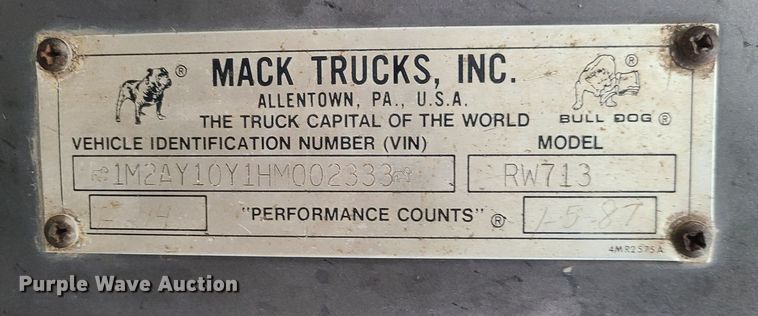 MACK TRUCKS, INC.
ALLENTOWN, PA., U.S.A.
THE TRUCK CAPITAL OF THE WORLD
BULL DOG ®
VEHICLE IDENTIFICATION NUMBER (VIN) MODEL
1M2AY10Y1HM002333 RW713
"PERFORMANCE COUNTS" ® 1-5-87
4MR2575A
Purple Wave Auction